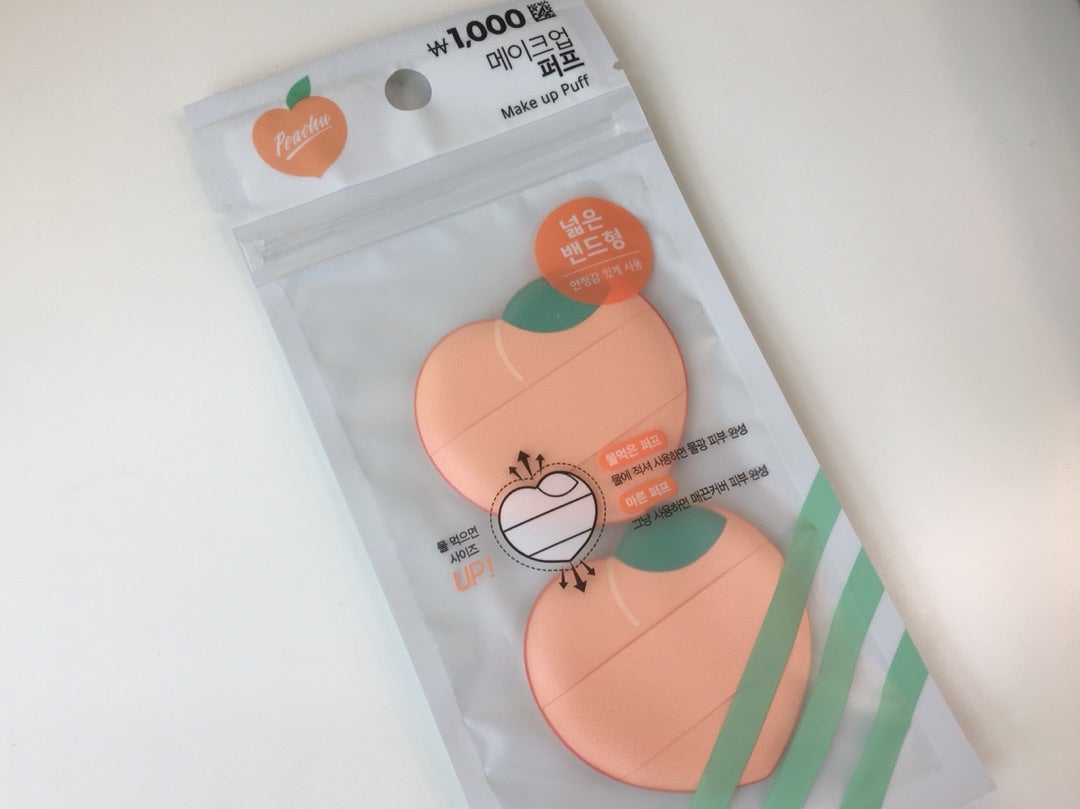 ₩1,000
메이크업
퍼프
Make up Puff
Peachu
넓은
밴드형
안정감 있게 사용
물먹은 퍼프
물에 적셔 사용하면 물광 피부 완성
마른 퍼프
그냥 사용하면 매끈커버 피부 완성
물 먹으면
사이즈
UP!